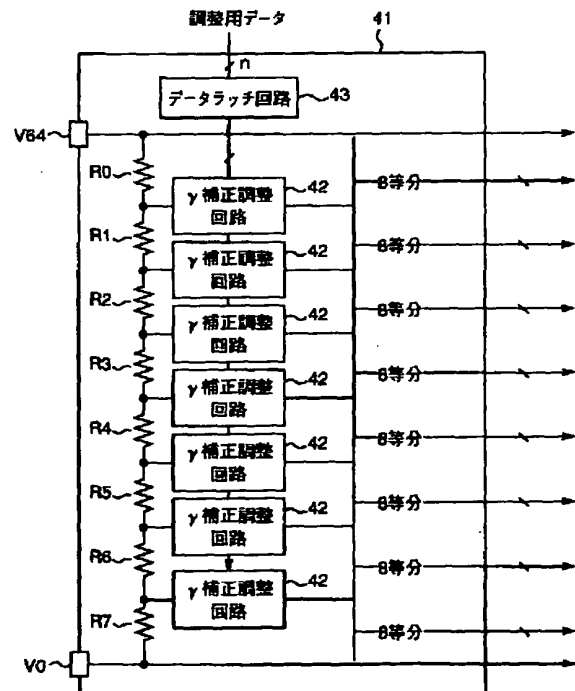 調整用データ
41
n
データラッチ回路
43
V64
R0
γ補正調整
回路
42
8等分
R1
γ補正調整
回路
42
8等分
R2
γ補正調整
回路
42
8等分
R3
γ補正調整
回路
42
8等分
R4
γ補正調整
回路
42
8等分
R5
γ補正調整
回路
42
8等分
R6
γ補正調整
回路
42
8等分
R7
8等分
V0